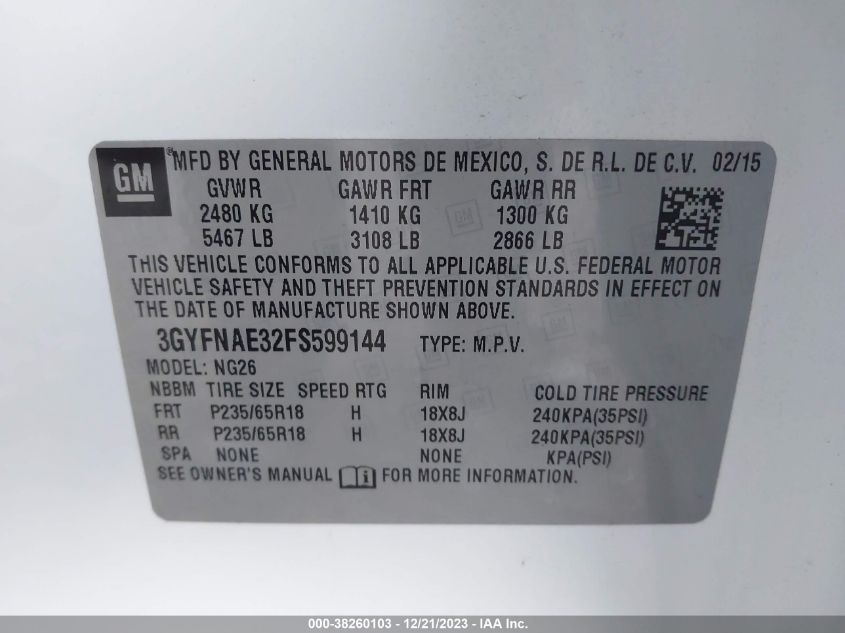 GM ® MFD BY GENERAL MOTORS DE MEXICO, S. DE R.L. DE C.V. 02/15
GVWR GAWR FRT GAWR RR
2480 KG 1410 KG 1300 KG
5467 LB 3108 LB 2866 LB
THIS VEHICLE CONFORMS TO ALL APPLICABLE U.S. FEDERAL MOTOR
VEHICLE SAFETY AND THEFT PREVENTION STANDARDS IN EFFECT ON
THE DATE OF MANUFACTURE SHOWN ABOVE.
3GYFNAE32FS599144 TYPE: M.P.V.
MODEL: NG26
NBBM TIRE SIZE SPEED RTG RIM COLD TIRE PRESSURE
FRT P235/65R18 H 18X8J 240KPA(35PSI)
RR P235/65R18 H 18X8J 240KPA(35PSI)
SPA NONE NONE KPA(PSI)
SEE OWNER'S MANUAL i FOR MORE INFORMATION.
000-38260103 - 12/21/2023 - IAA Inc.